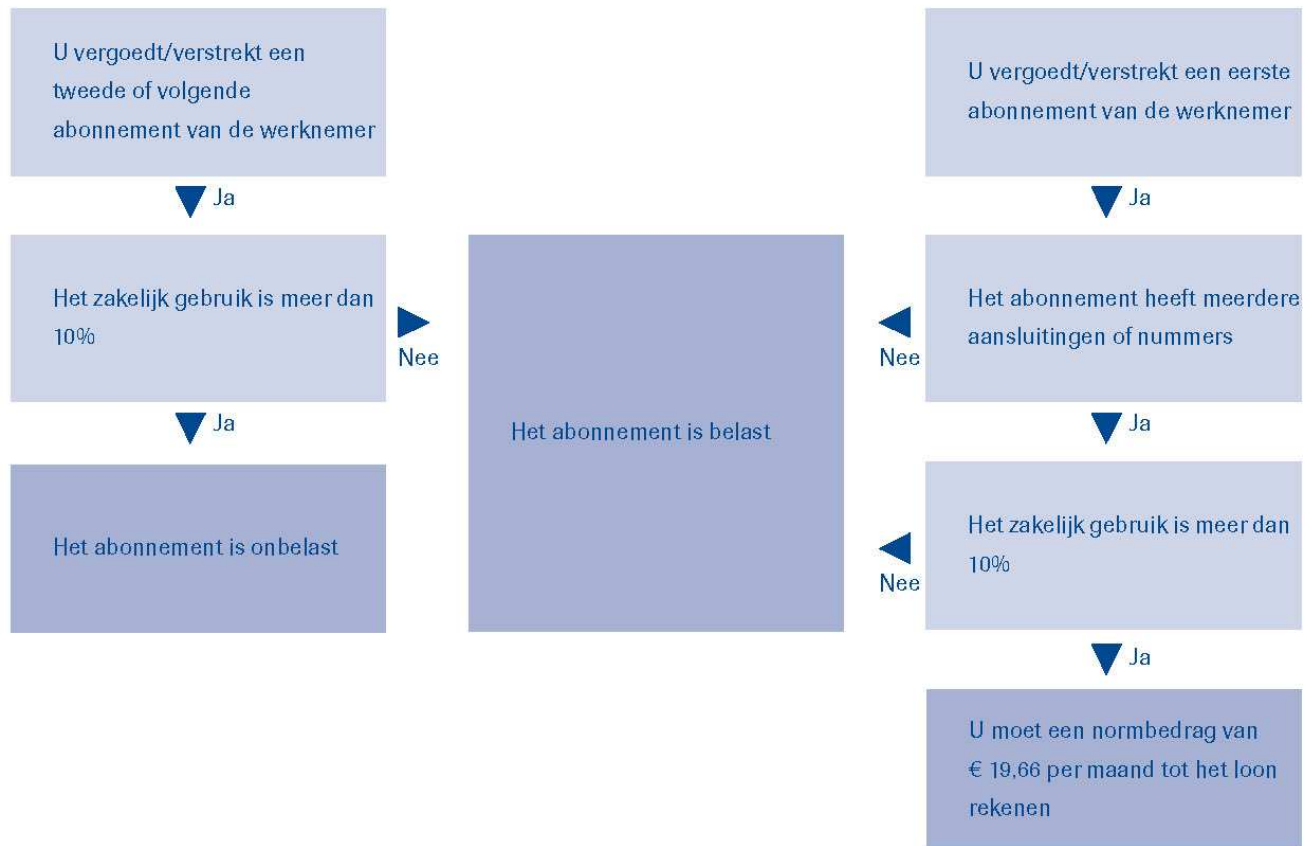 U vergoedt/verstrekt een
tweede of volgende
abonnement van de werknemer
Ja
Het zakelijk gebruik is meer dan
10%
Nee
Ja
Het abonnement is onbelast
Het abonnement is belast
U vergoedt/verstrekt een eerste
abonnement van de werknemer
Ja
Het abonnement heeft meerdere
aansluitingen of nummers
Nee
Ja
Het zakelijk gebruik is meer dan
10%
Nee
Ja
U moet een normbedrag van
€ 19,66 per maand tot het loon
rekenen